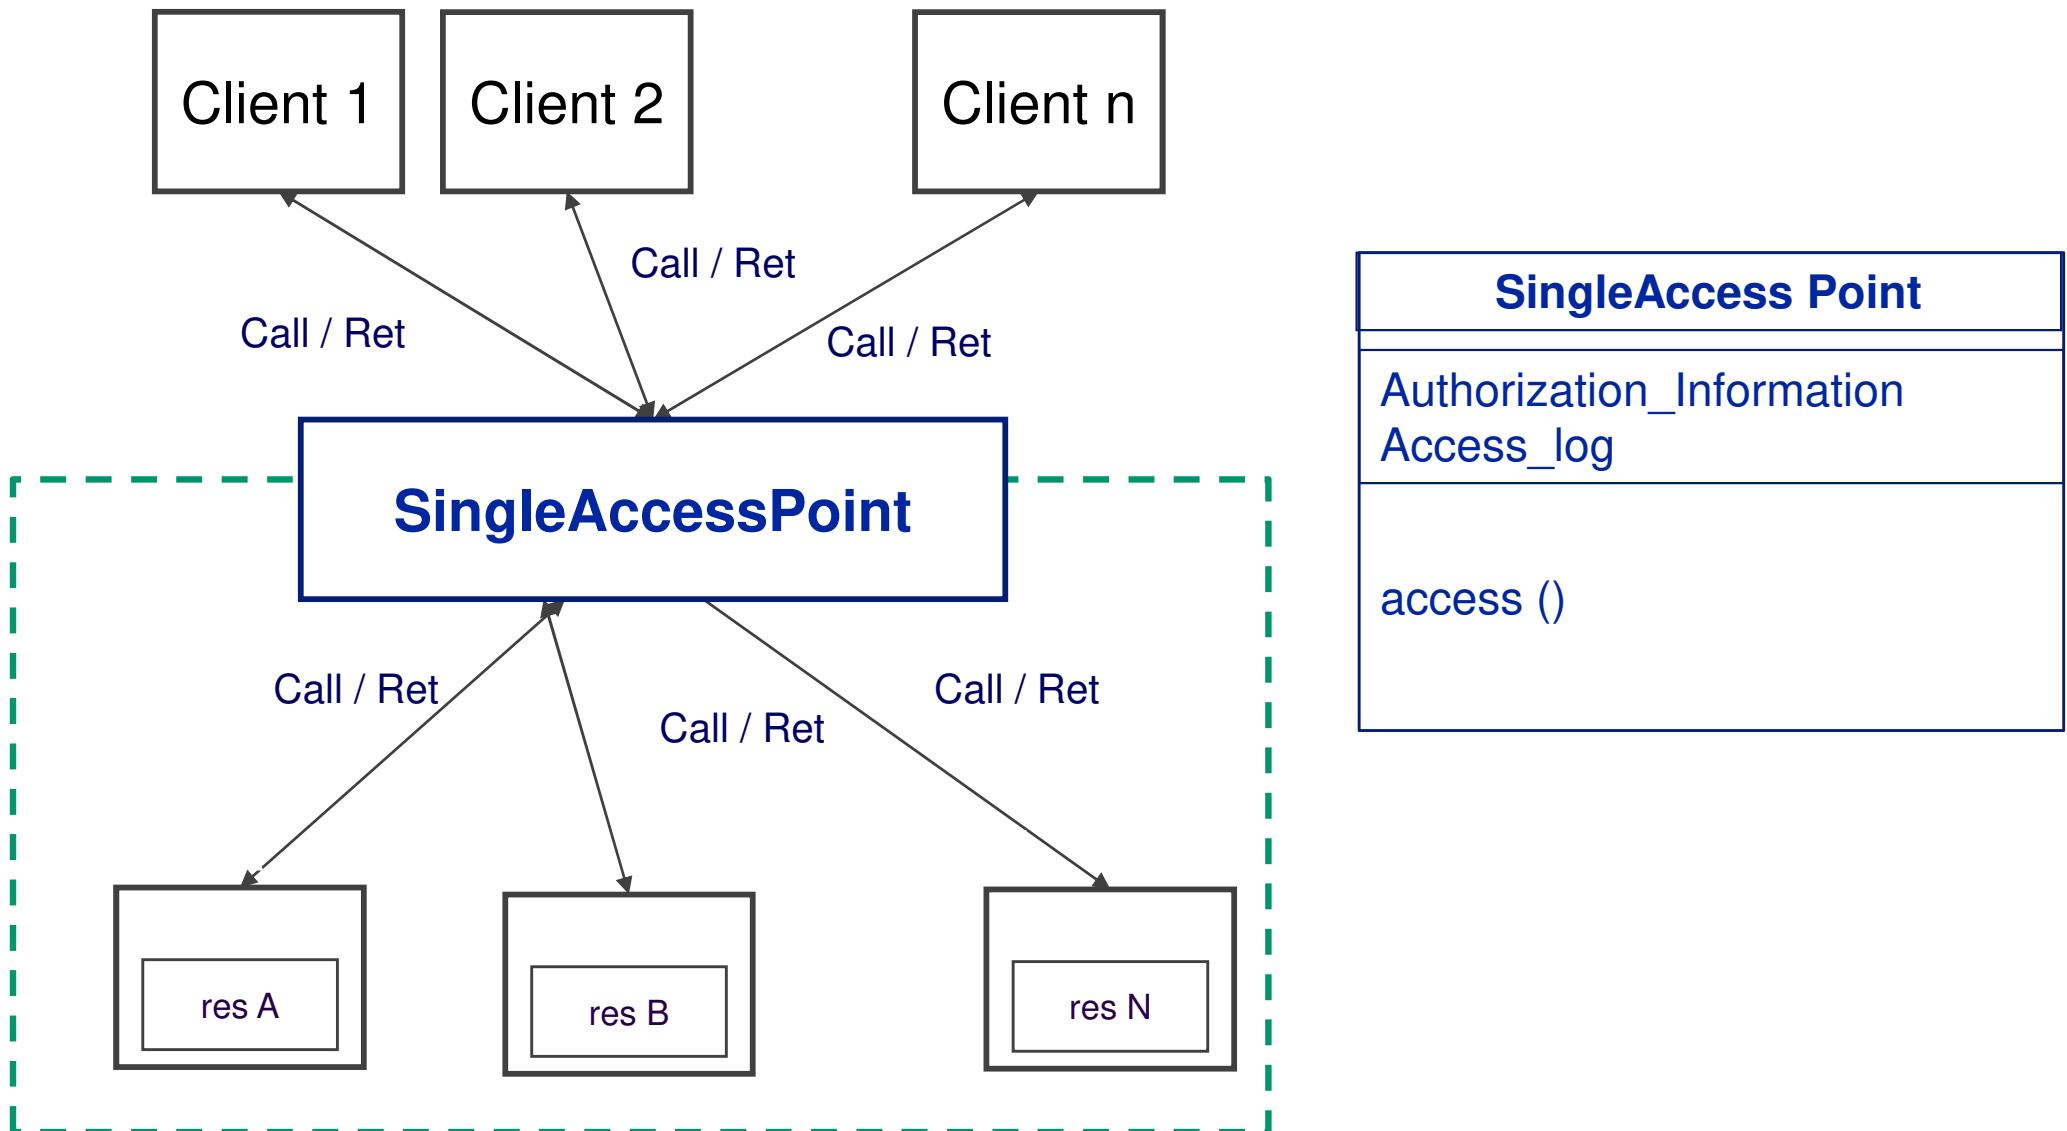 Client 1
Client 2
Client n
Call / Ret
Call / Ret
Call / Ret
SingleAccessPoint
Call / Ret
Call / Ret
Call / Ret
res A
res B
res N
SingleAccess Point
Authorization_Information
Access_log
access ()